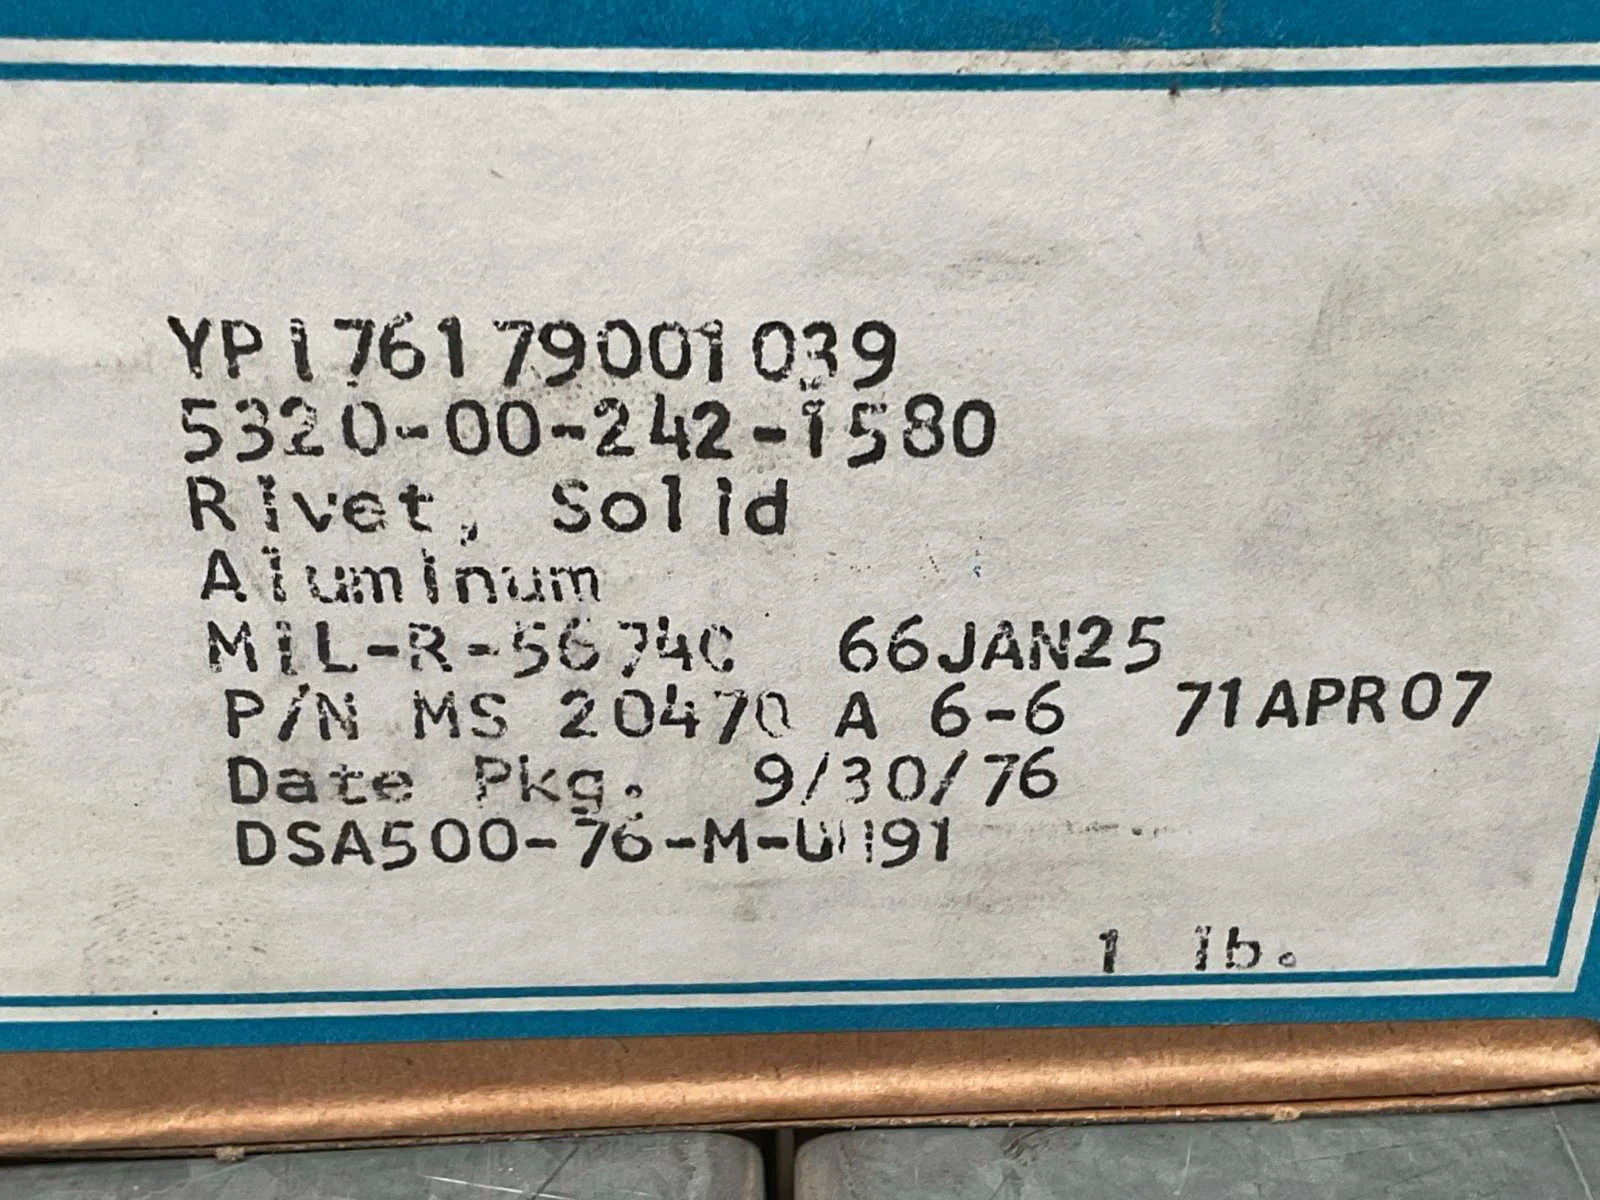 YP176179001039
5320-00-242-1580
Rivet, Solid
Aluminum
MIL-R-5674C 66JAN25
P/N MS 20470 A 6-6 71APR07
Date Pkg. 9/30/76
1 lb.